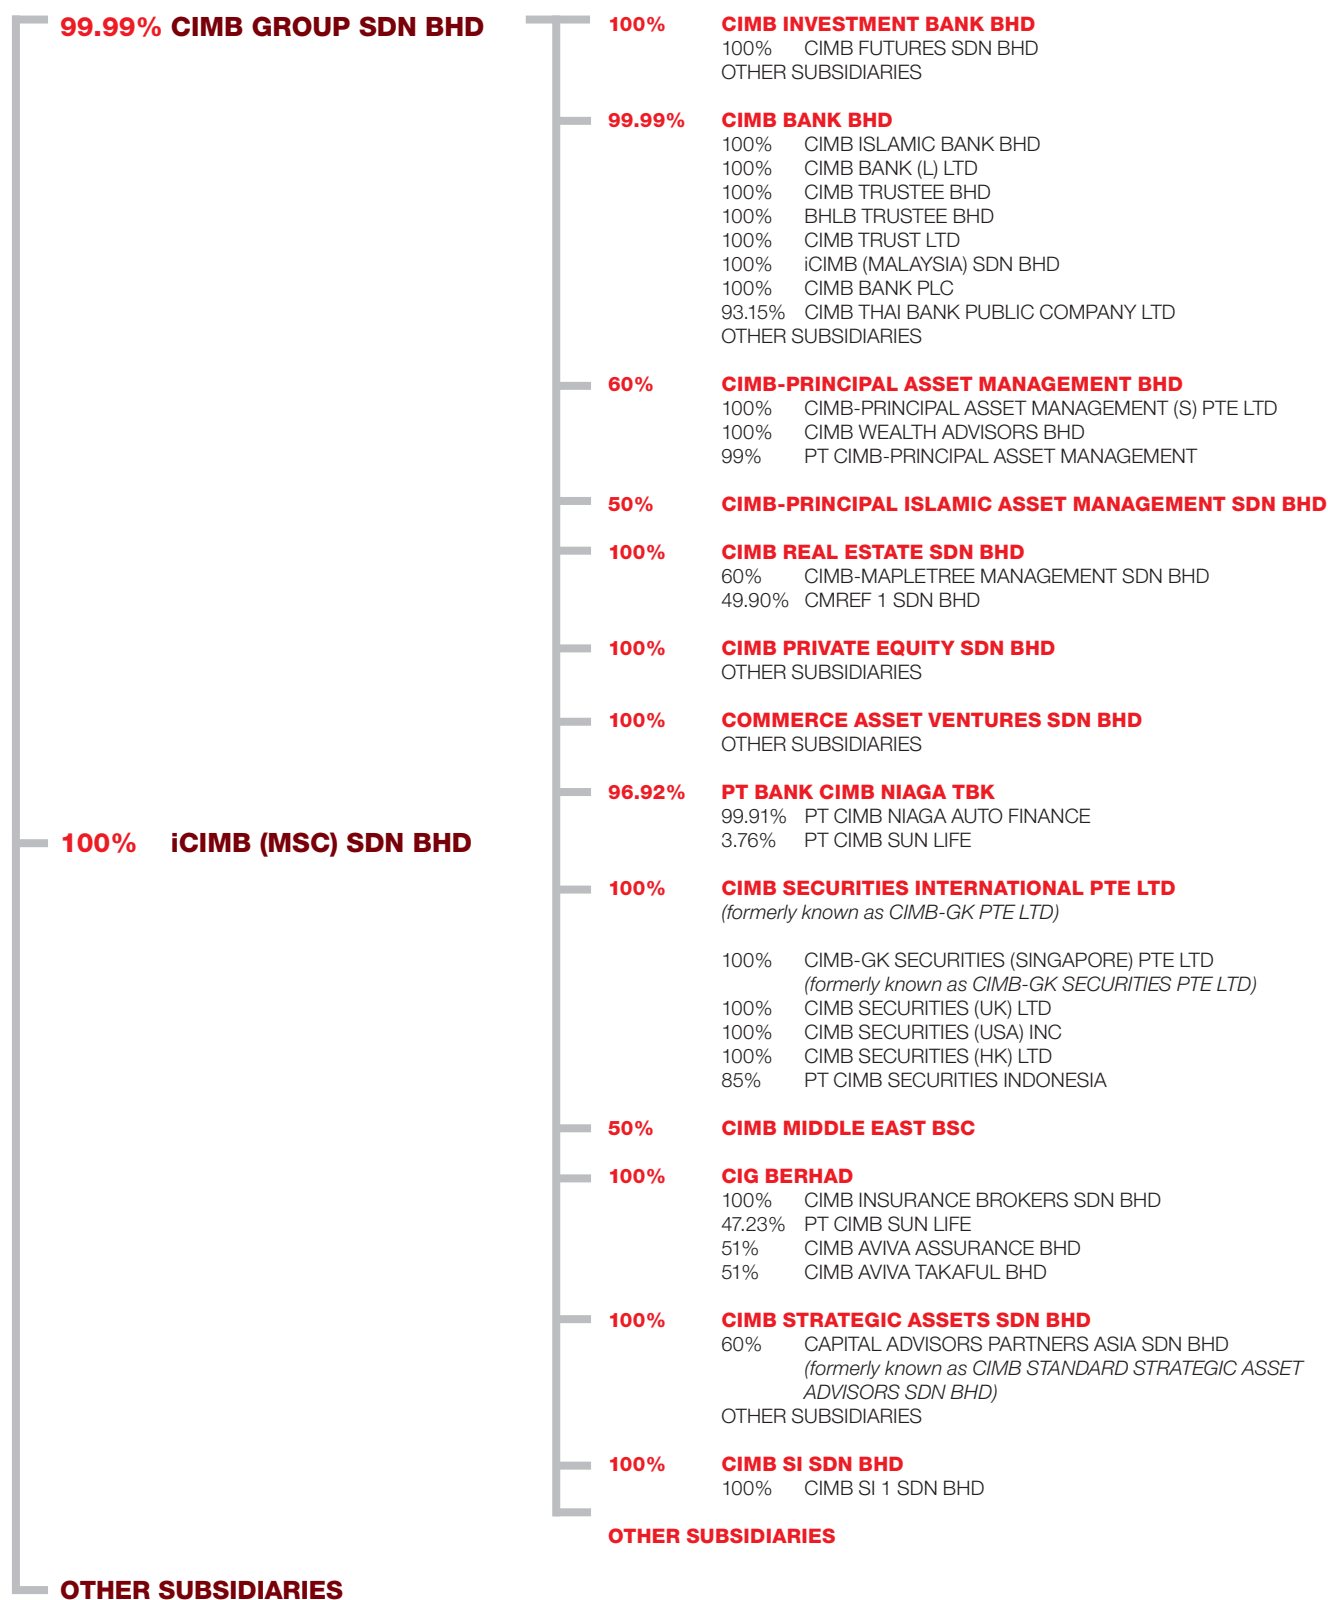 99.99% CIMB GROUP SDN BHD
100% CIMB INVESTMENT BANK BHD
100% CIMB FUTURES SDN BHD
OTHER SUBSIDIARIES
99.99% CIMB BANK BHD
100% CIMB ISLAMIC BANK BHD
100% CIMB BANK (L) LTD
100% CIMB TRUSTEE BHD
100% BHLB TRUSTEE BHD
100% CIMB TRUST LTD
100% iCIMB (MALAYSIA) SDN BHD
100% CIMB BANK PLC
93.15% CIMB THAI BANK PUBLIC COMPANY LTD
OTHER SUBSIDIARIES
60% CIMB-PRINCIPAL ASSET MANAGEMENT BHD
100% CIMB-PRINCIPAL ASSET MANAGEMENT (S) PTE LTD
100% CIMB WEALTH ADVISORS BHD
99% PT CIMB-PRINCIPAL ASSET MANAGEMENT
50% CIMB-PRINCIPAL ISLAMIC ASSET MANAGEMENT SDN BHD
100% CIMB REAL ESTATE SDN BHD
60% CIMB-MAPLETREE MANAGEMENT SDN BHD
49.90% CMREF 1 SDN BHD
100% CIMB PRIVATE EQUITY SDN BHD
OTHER SUBSIDIARIES
100% COMMERCE ASSET VENTURES SDN BHD
OTHER SUBSIDIARIES
96.92% PT BANK CIMB NIAGA TBK
99.91% PT CIMB NIAGA AUTO FINANCE
3.76% PT CIMB SUN LIFE
100% iCIMB (MSC) SDN BHD
100% CIMB SECURITIES INTERNATIONAL PTE LTD
(formerly known as CIMB-GK PTE LTD)
100% CIMB-GK SECURITIES (SINGAPORE) PTE LTD
(formerly known as CIMB-GK SECURITIES PTE LTD)
100% CIMB SECURITIES (UK) LTD
100% CIMB SECURITIES (USA) INC
100% CIMB SECURITIES (HK) LTD
85% PT CIMB SECURITIES INDONESIA
50% CIMB MIDDLE EAST BSC
100% CIG BERHAD
100% CIMB INSURANCE BROKERS SDN BHD
47.23% PT CIMB SUN LIFE
51% CIMB AVIVA ASSURANCE BHD
51% CIMB AVIVA TAKAFUL BHD
100% CIMB STRATEGIC ASSETS SDN BHD
60% CAPITAL ADVISORS PARTNERS ASIA SDN BHD
(formerly known as CIMB STANDARD STRATEGIC ASSET
ADVISORS SDN BHD)
OTHER SUBSIDIARIES
100% CIMB SI SDN BHD
100% CIMB SI 1 SDN BHD
OTHER SUBSIDIARIES
OTHER SUBSIDIARIES